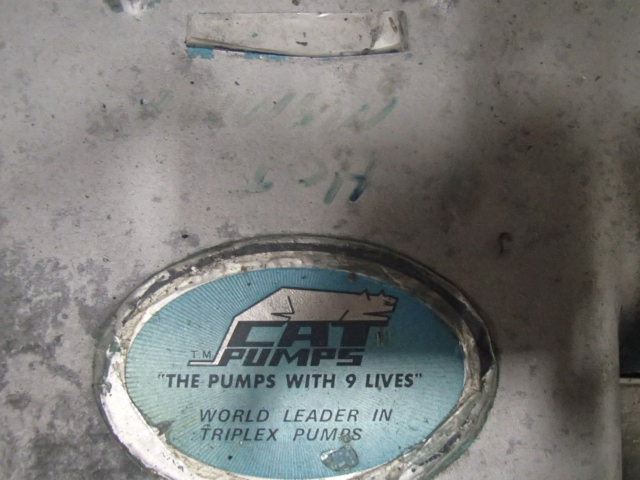 T.M.
CAT
PUMPS
"THE PUMPS WITH 9 LIVES"
WORLD LEADER IN
TRIPLEX PUMPS